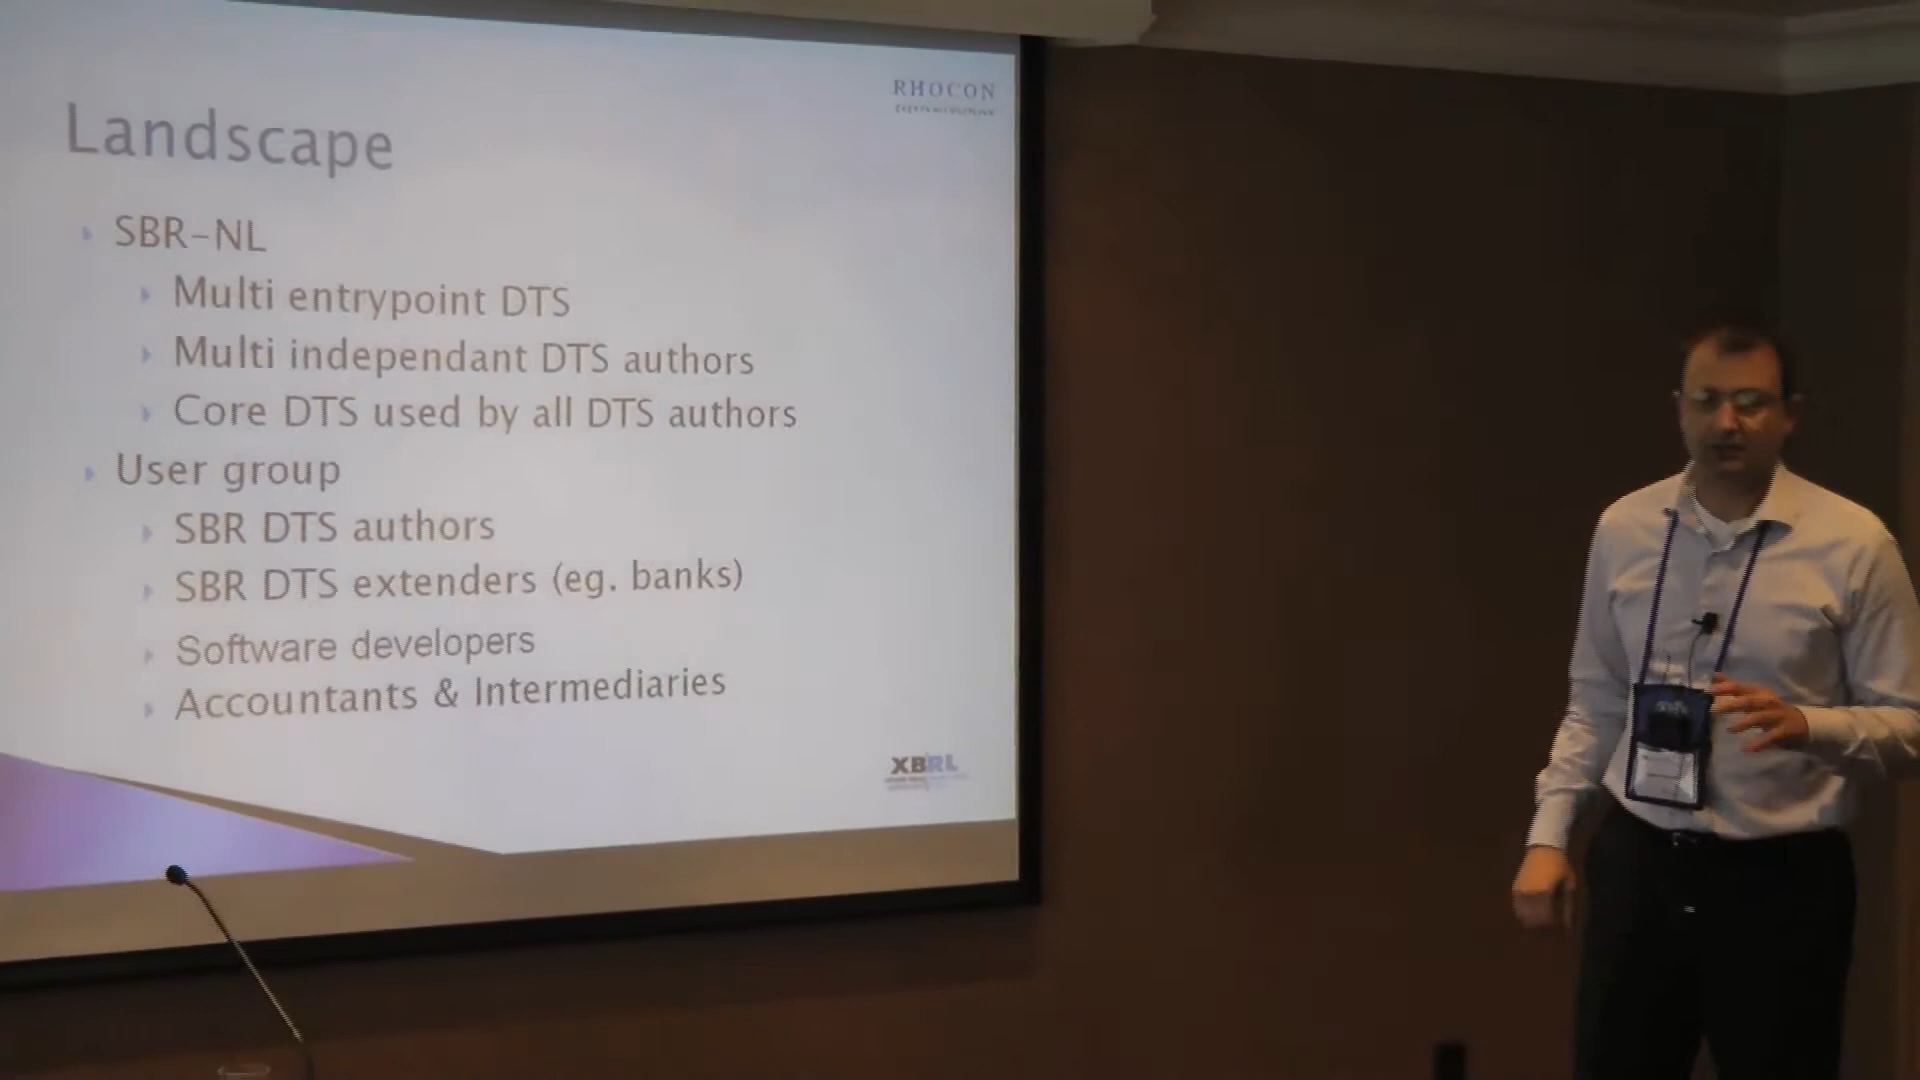 RHOCON
Landscape
SBR-NL
Multi entrypoint DTS
Multi independant DTS authors
Core DTS used by all DTS authors
User group
SBR DTS authors
SBR DTS extenders (eg. banks)
Software developers
Accountants & Intermediaries
XBRL